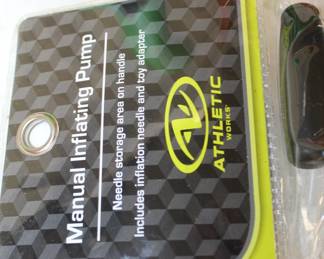 Manual Inflating Pump
Needle storage area on handle
Includes inflation needle and toy adapter
ATHLETIC
WORKS